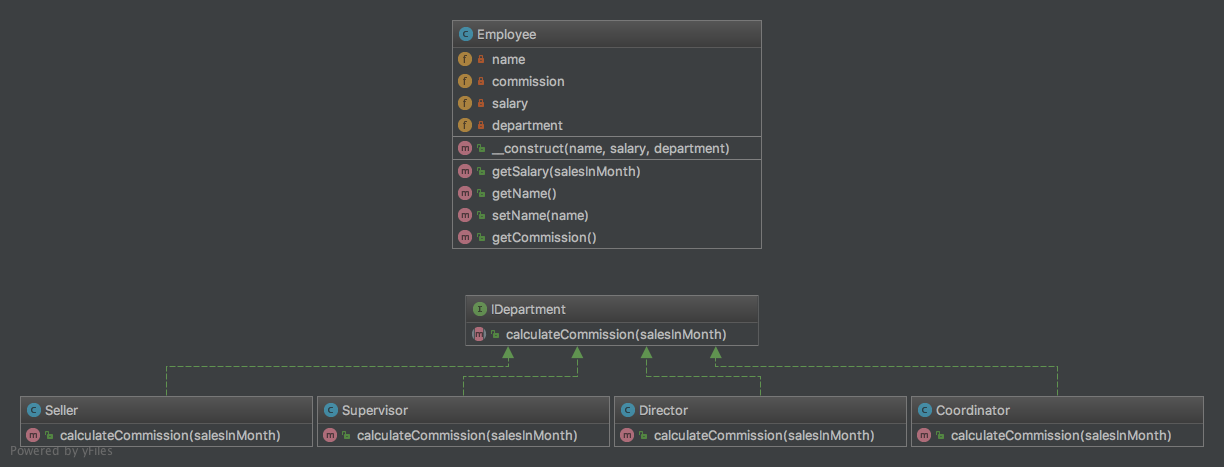 Employee
name
commission
salary
department
__construct(name, salary, department)
getSalary(salesInMonth)
getName()
setName(name)
getCommission()
IDepartment
calculateCommission(salesInMonth)
Seller
calculateCommission(salesInMonth)
Supervisor
calculateCommission(salesInMonth)
Director
calculateCommission(salesInMonth)
Coordinator
calculateCommission(salesInMonth)
Powered by yFiles